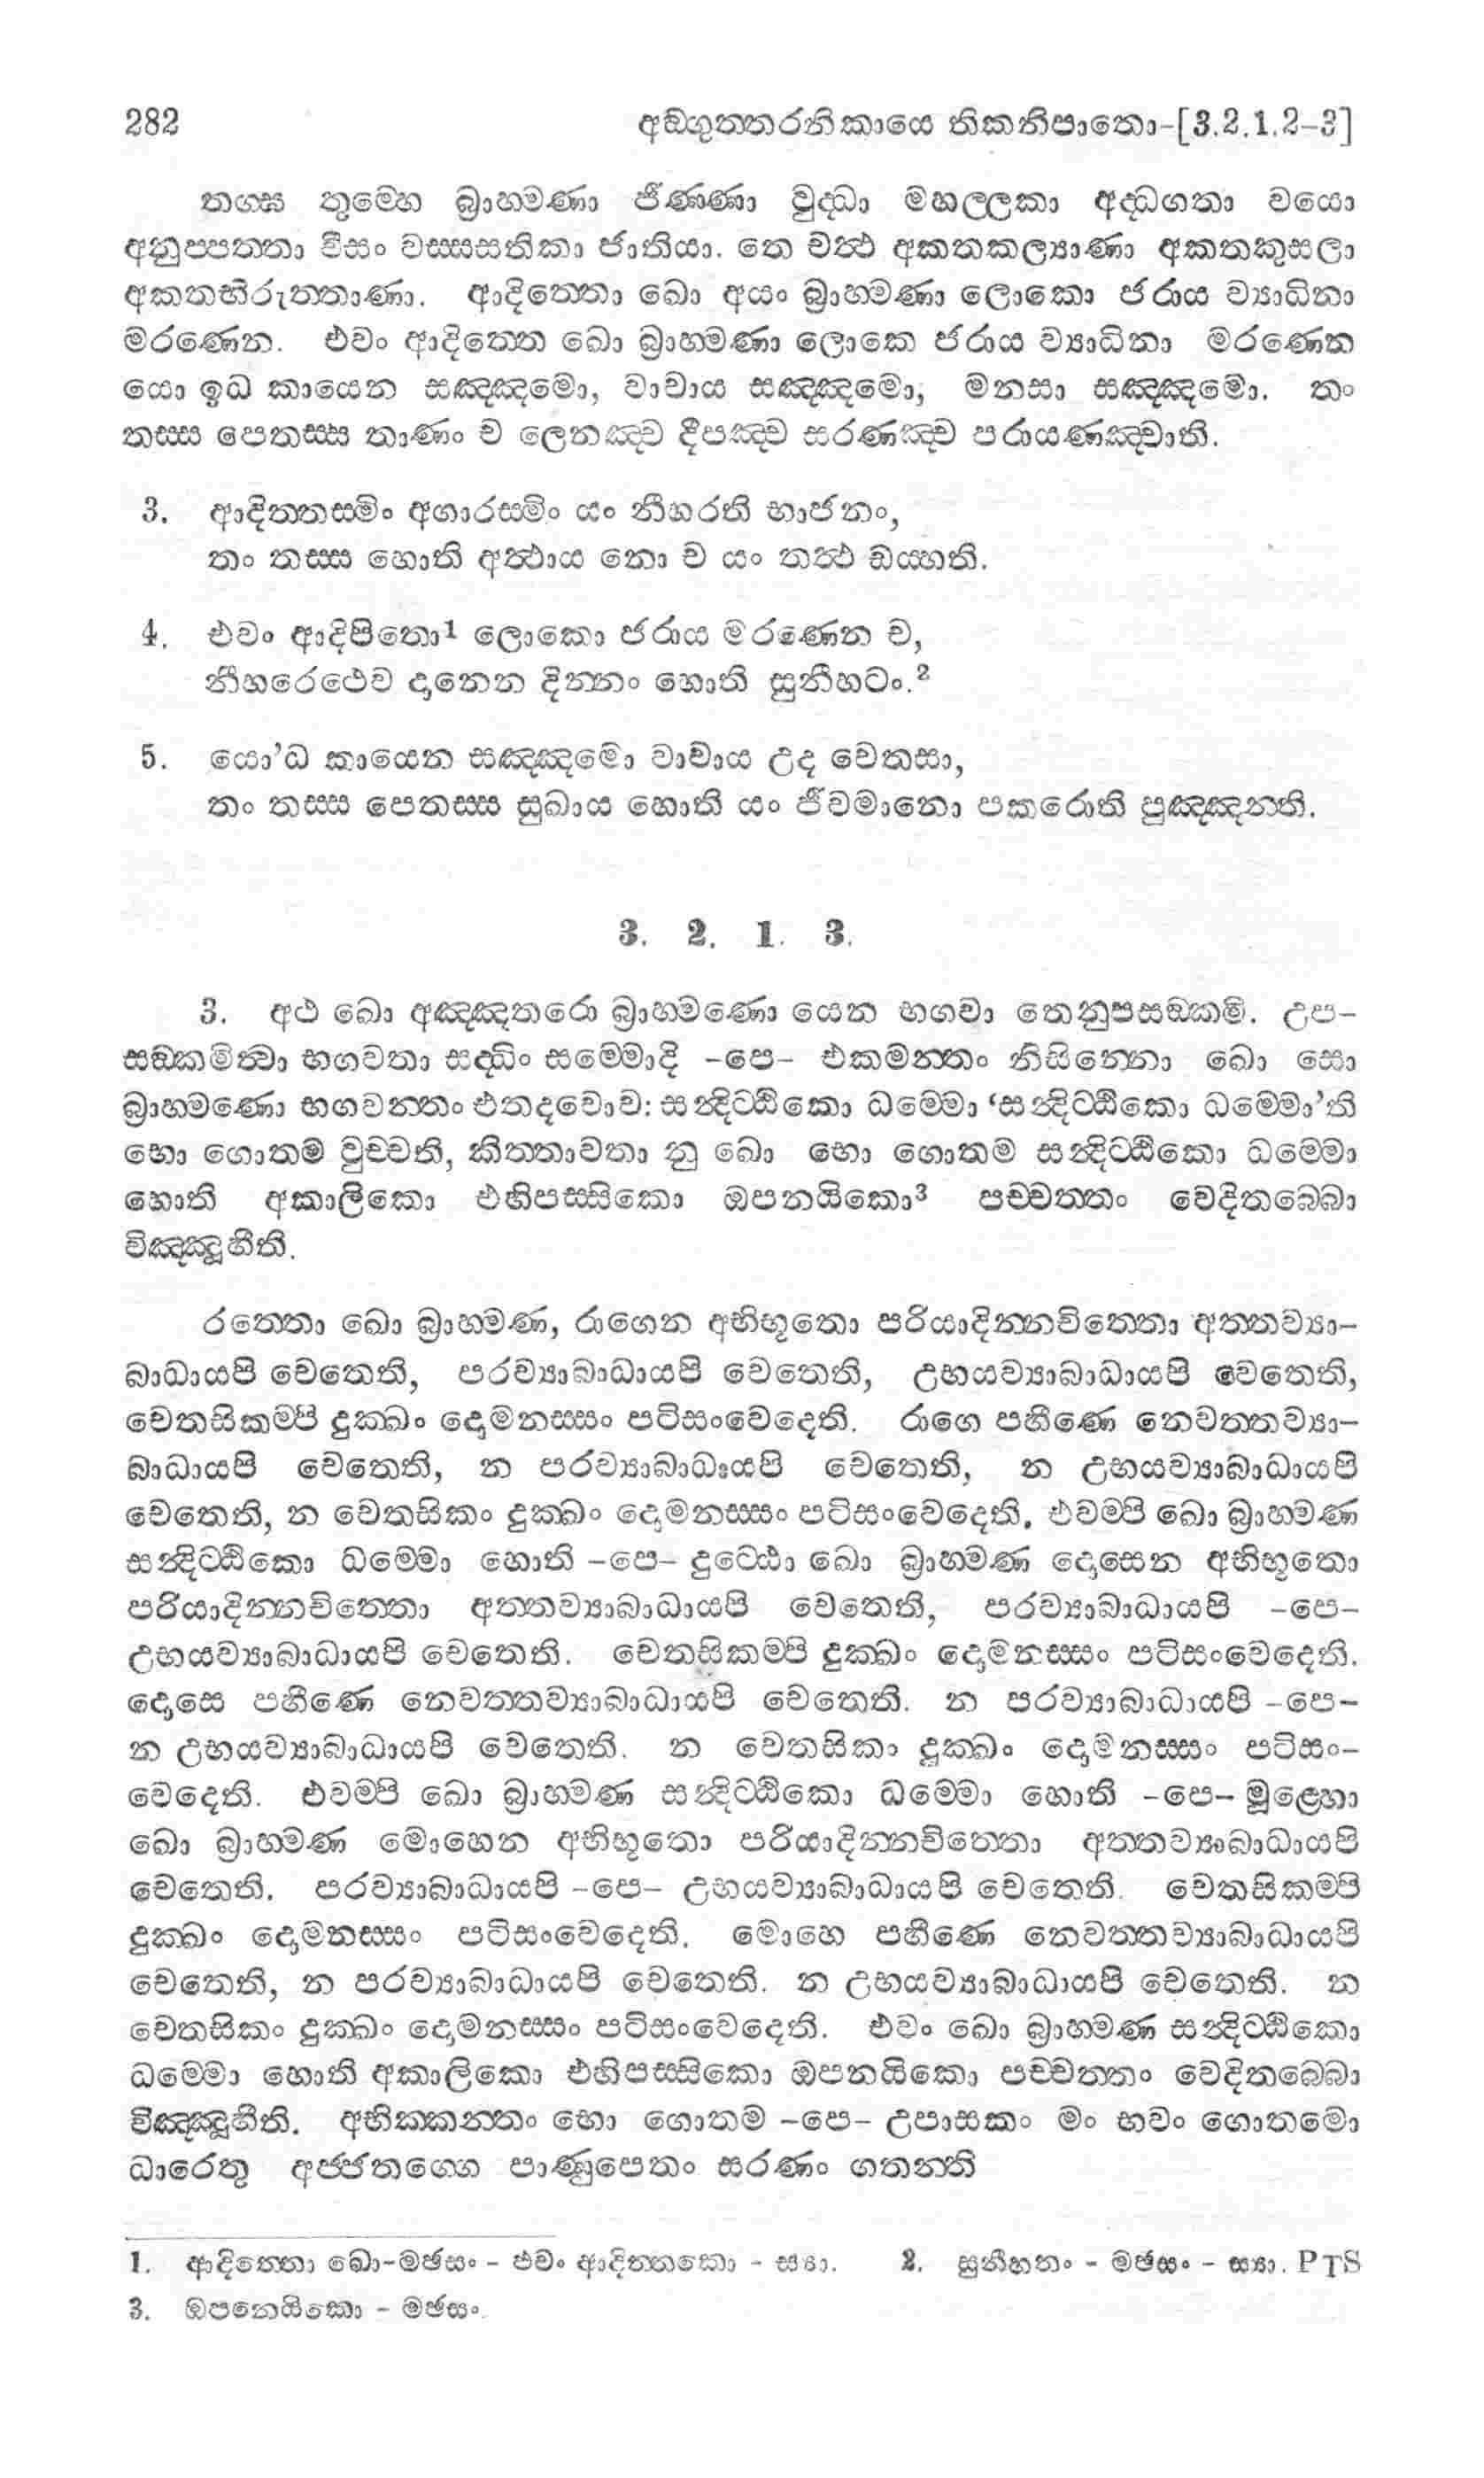 282 අඞ්ගුත්තරනිකායෙ තිකනිපාතො-[3.2.1.2-3]
තග්ඝ තුම්හෙ බ්‍රාහ්මණා ජිණ්ණා වුද්ධා මහල්ලකා අද්ධගතා වයො
අනුප්පත්තා වීසං වස්සසතිකා ජාතියා. තෙ චත්ථ අකතකල්‍යාණා අකතකුසලා
අකතභීරුත්තාණා. ආදිත්තො ඛො අයං බ්‍රාහ්මණා ලොකො ජරාය ව්‍යාධිනා
මරණෙන. එවං ආදිත්තෙ ඛො බ්‍රාහ්මණා ලොකෙ ජරාය ව්‍යාධිනා මරණෙන
යො ඉධ කායෙන සඤ්ඤමො, වාචාය සඤ්ඤමො, මනසා සඤ්ඤමො. තං
තස්ස පෙතස්ස තාණං ච ලෙනඤ්ච දීපඤ්ච සරණඤ්ච පරායණඤ්චාති.
3. ආදිත්තස්මිං අගාරස්මිං යං නීහරති භාජනං,
තං තස්ස හොති අත්ථාය නො ච යං තත්ථ ඩය්හති.
4. එවං ආදිපිතො1 ලොකො ජරාය මරණෙන ච,
නීහරෙථෙව දානෙන දින්නං හොති සුනීහටං.2
5. යො'ධ කායෙන සඤ්ඤමො වාචාය උද චෙතසා,
තං තස්ස පෙතස්ස සුඛාය හොති යං ජීවමානො පකරොති පුඤ්ඤන්ති.
3. 2. 1. 3.
3. අථ ඛො අඤ්ඤතරො බ්‍රාහ්මණො යෙන භගවා තෙනුපසඞ්කමි. උප-
සඞ්කමිත්වා භගවතා සද්ධිං සම්මොදි -පෙ- එකමන්තං නිසින්නො ඛො සො
බ්‍රාහ්මණො භගවන්තං එතදවොච: සන්දිට්ඨිකො ධම්මො ‘සන්දිට්ඨිකො ධම්මො’ති
භො ගොතම වුච්චති, කිත්තාවතා නු ඛො භො ගොතම සන්දිට්ඨිකො ධම්මො
හොති අකාලිකො එහිපස්සිකො ඔපනයිකො3 පච්චත්තං වෙදිතබ්බො
විඤ්ඤූහීති.
රත්තො ඛො බ්‍රාහ්මණ, රාගෙන අභිභූතො පරියාදින්නචිත්තො අත්තව්‍යා-
බාධායපි චෙතෙති, පරව්‍යාබාධායපි චෙතෙති, උභයව්‍යාබාධායපි චෙතෙති,
චෙතසිකම්පි දුක්ඛං දොමනස්සං පටිසංවෙදෙති. රාගෙ පහීණෙ නෙවත්තව්‍යා-
බාධායපි චෙතෙති, න පරව්‍යාබාධායපි චෙතෙති, න උභයව්‍යාබාධායපි
චෙතෙති, න චෙතසිකං දුක්ඛං දොමනස්සං පටිසංවෙදෙති. එවම්පි ඛො බ්‍රාහ්මණ
සන්දිට්ඨිකො ධම්මො හොති -පෙ- දුට්ඨො ඛො බ්‍රාහ්මණ දොසෙන අභිභූතො
පරියාදින්නචිත්තො අත්තව්‍යාබාධායපි චෙතෙති, පරව්‍යාබාධායපි -පෙ-
උභයව්‍යාබාධායපි චෙතෙති. චෙතසිකම්පි දුක්ඛං දොමනස්සං පටිසංවෙදෙති.
දොසෙ පහීණෙ නෙවත්තව්‍යාබාධායපි චෙතෙති. න පරව්‍යාබාධායපි -පෙ-
න උභයව්‍යාබාධායපි චෙතෙති. න චෙතසිකා දූක්ඛං දොමනස්සං පටිසං-
වෙදෙති. එවම්පි ඛො බ්‍රාහ්මණ සන්දිට්ඨිකො ධම්මො හොති -පෙ- මූළ්හො
ඛො බ්‍රාහ්මණ මොහෙන අභිභූතො පරියාදින්නචිත්තො අත්තව්‍යාබාධායපි
චෙතෙති. පරව්‍යාබාධායපි -පෙ- උභයව්‍යාබාධායපි චෙතෙති. චෙතසිකම්පි
දුක්ඛං දොමනස්සං පටිසංවෙදෙති. මොහෙ පහීණෙ නෙවත්තව්‍යාබාධායපි
චෙතෙති, න පරව්‍යාබාධායපි චෙතෙති. න උභයව්‍යාබාධායපි චෙතෙති. න
චෙතසිකං දුක්ඛං දොමනස්සං පටිසංවෙදෙති. එවං ඛො බ්‍රාහ්මණ සන්දිට්ඨිකො
ධම්මො හොති අකාලිකො එහිපස්සිකො ඔපනයිකො පච්චත්තං වෙදිතබ්බො
විඤ්ඤූහීති. අභික්කන්තං භො ගොතම -පෙ- උපාසකං මං භවං ගොතමො
ධාරෙතු අජ්ජතග්ගෙ පාණුපෙතං සරණං ගතන්ති
1. ආදිත්තො ඛො-මඡසං - එවං ආදිත්තකො - ස්‍යා. 2. සුනීහතං - මඡසං - ස්‍යා. PTS
3. ඔපනෙයිකො - මඡසං.